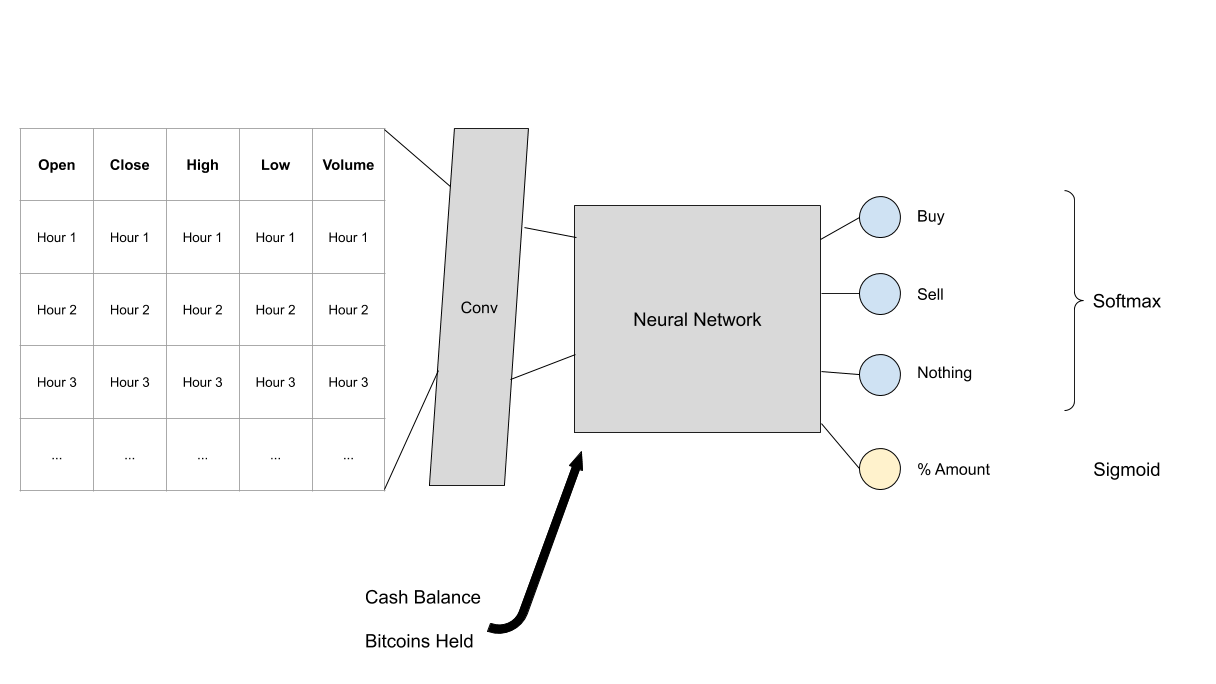 Open Close High Low Volume
Hour 1 Hour 1 Hour 1 Hour 1 Hour 1
Hour 2 Hour 2 Hour 2 Hour 2 Hour 2
Hour 3 Hour 3 Hour 3 Hour 3 Hour 3
... ... ... ... ...
Conv
Neural Network
Buy
Sell
Nothing
% Amount
Softmax
Sigmoid
Cash Balance
Bitcoins Held